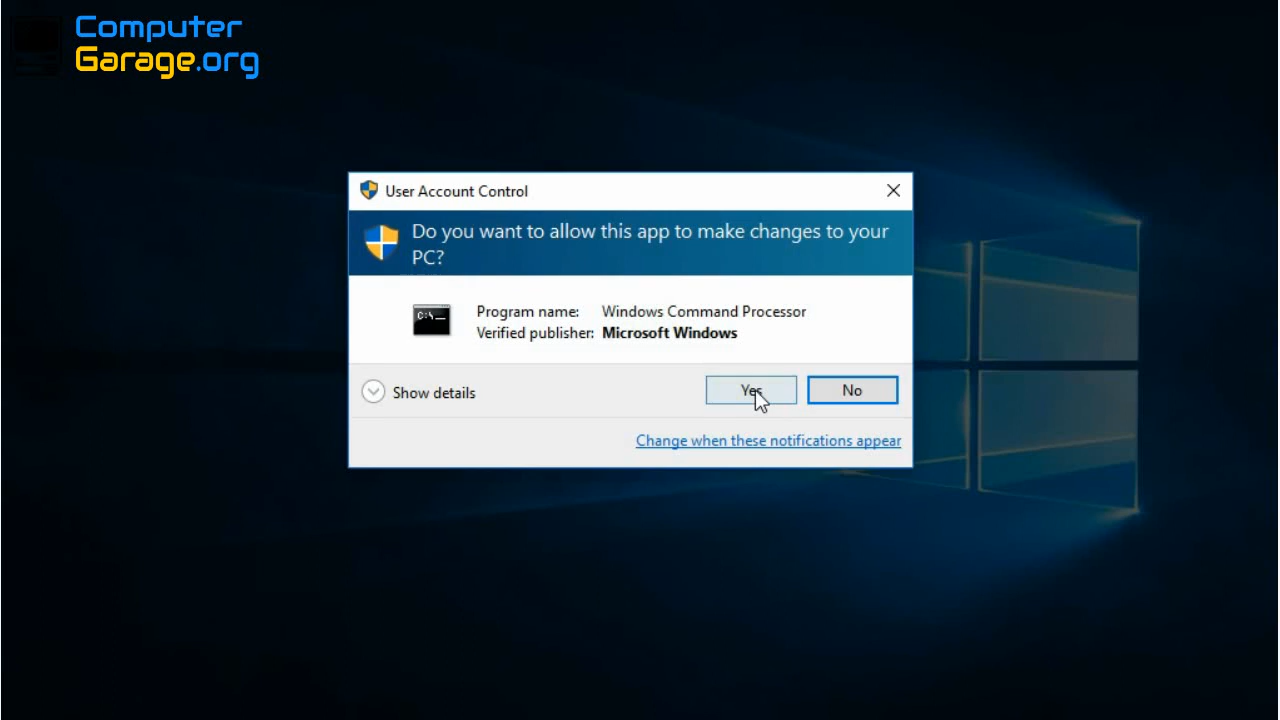 Computer
Garage.org
User Account Control
Do you want to allow this app to make changes to your
PC?
C:\_
Program name: Windows Command Processor
Verified publisher: Microsoft Windows
Show details
Yes
No
Change when these notifications appear